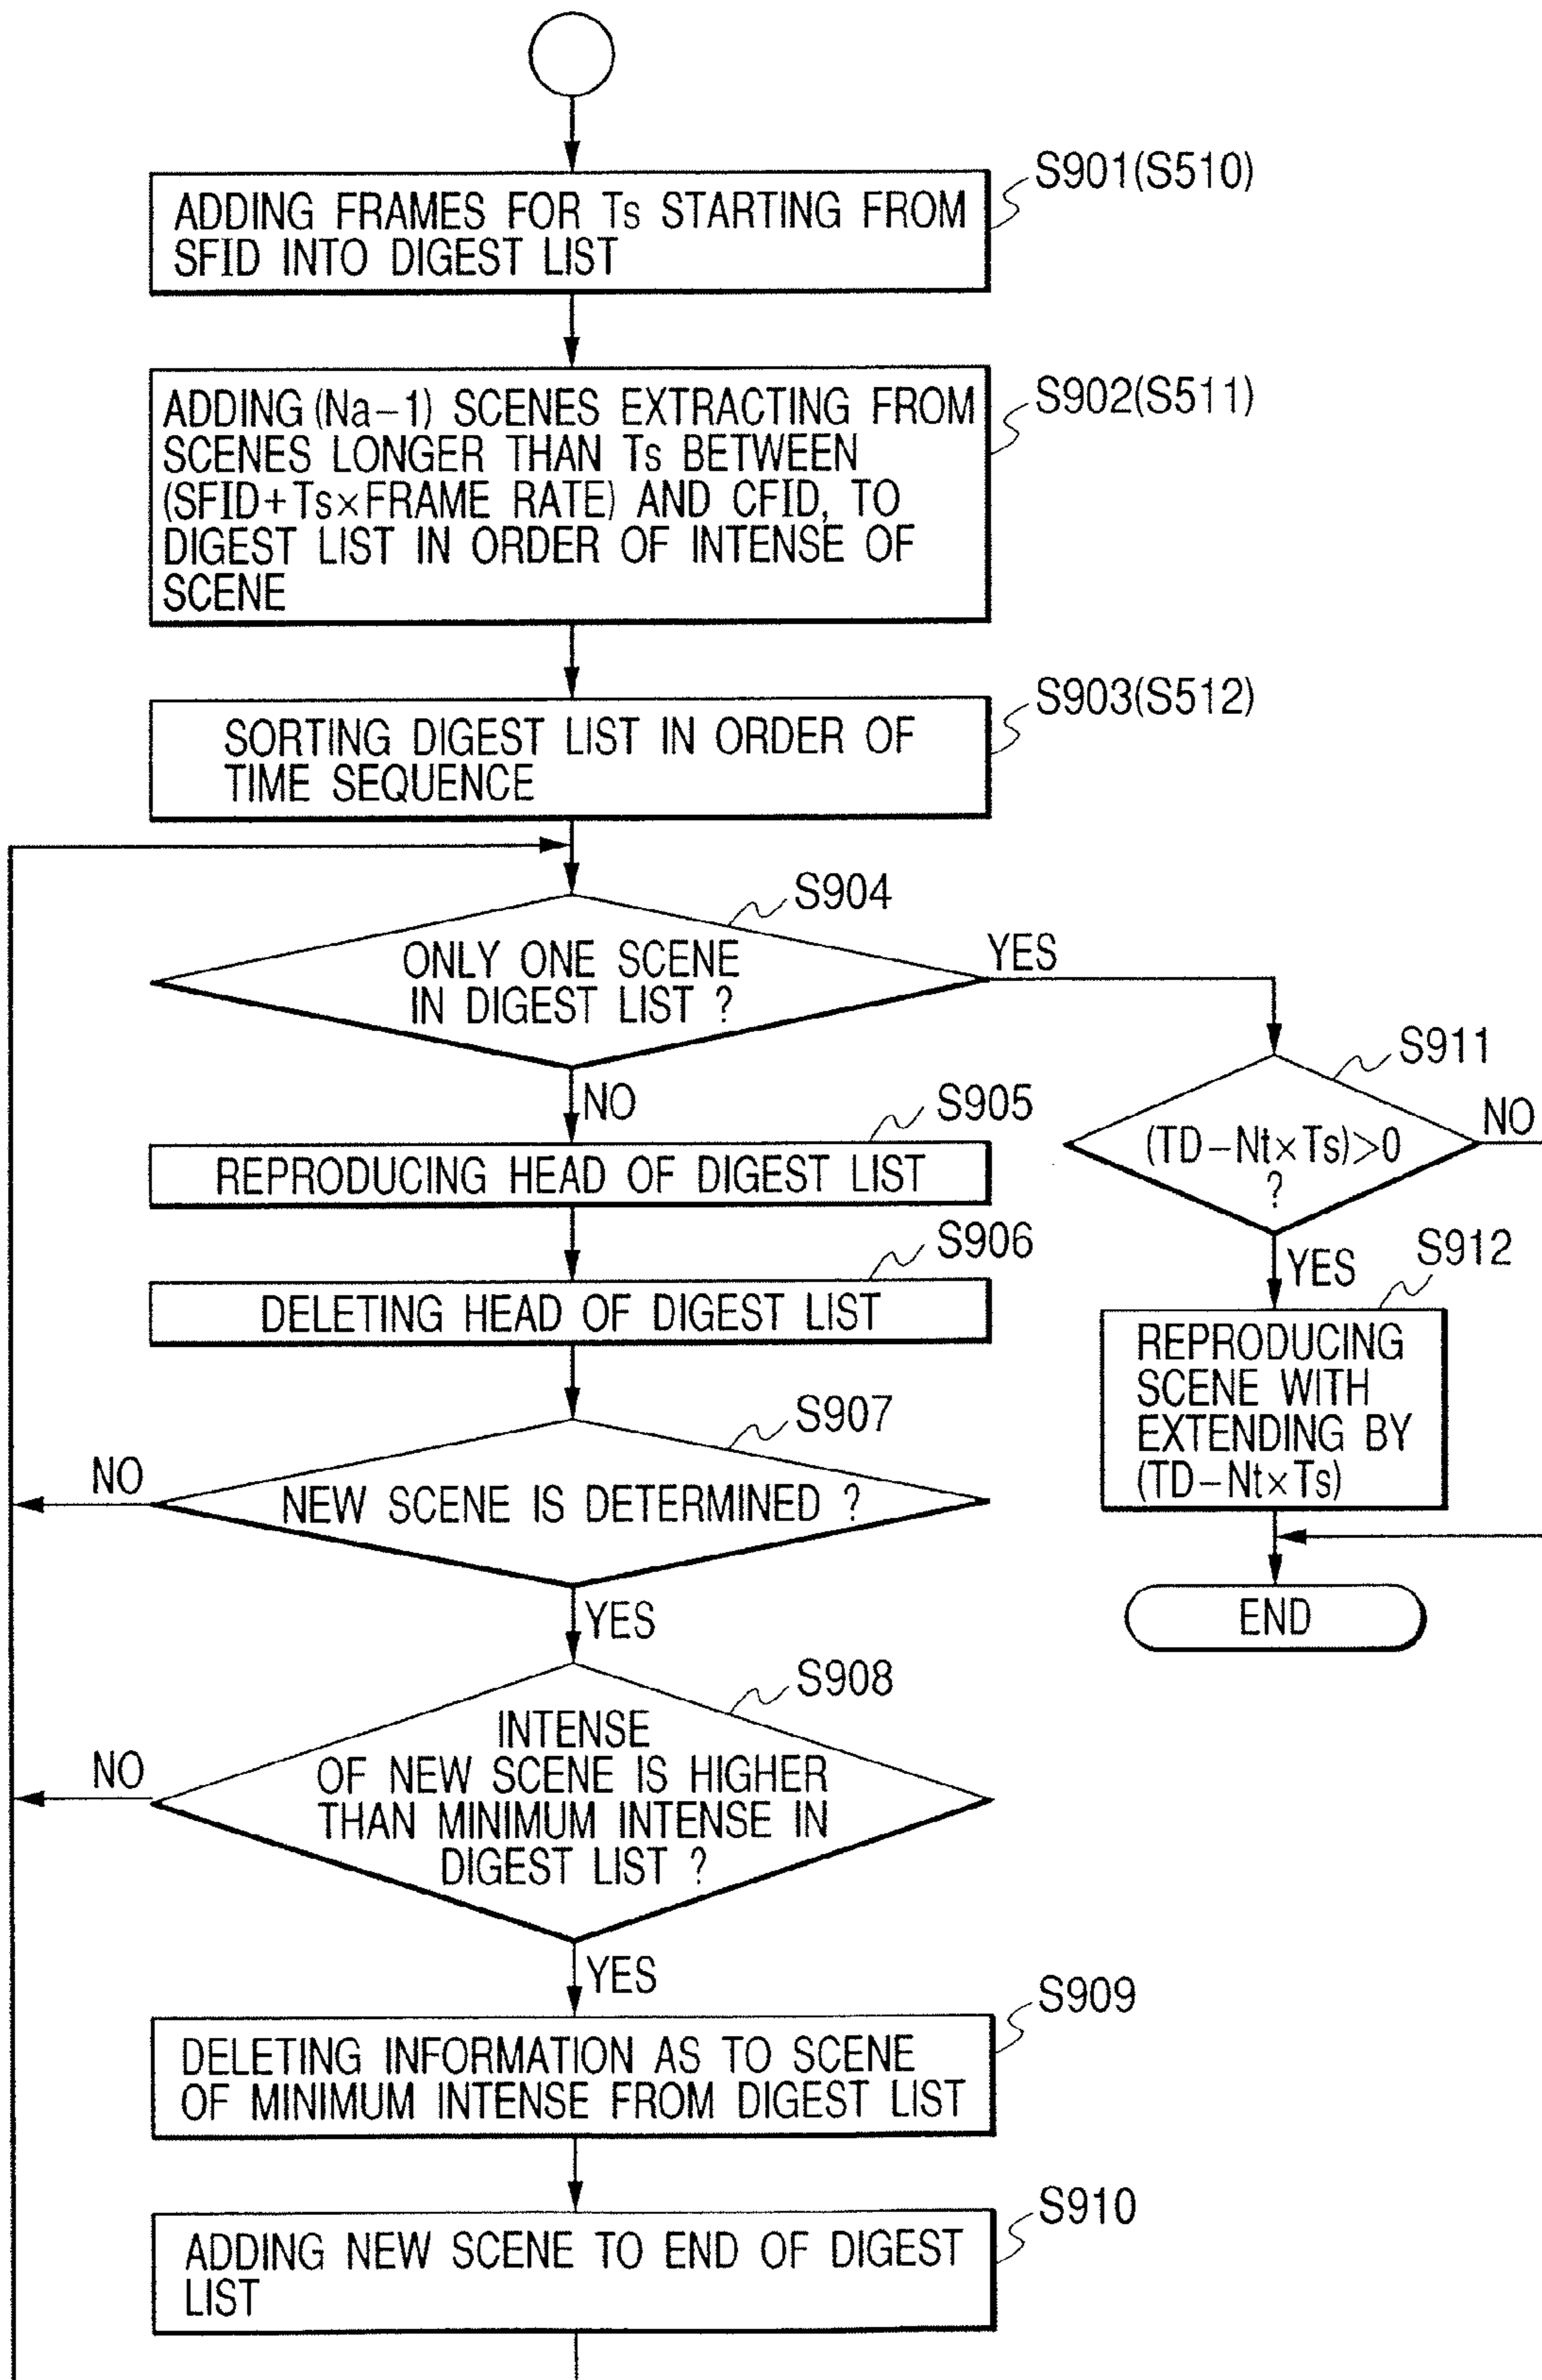 S901(S510)
ADDING FRAMES FOR Ts STARTING FROM
SFID INTO DIGEST LIST
S902(S511)
ADDING (Na-1) SCENES EXTRACTING FROM
SCENES LONGER THAN Ts BETWEEN
(SFID+Ts×FRAME RATE) AND CFID, TO
DIGEST LIST IN ORDER OF INTENSE OF
SCENE
S903(S512)
SORTING DIGEST LIST IN ORDER OF
TIME SEQUENCE
S904
ONLY ONE SCENE
IN DIGEST LIST ?
YES
NO
S905
REPRODUCING HEAD OF DIGEST LIST
S906
DELETING HEAD OF DIGEST LIST
S907
NEW SCENE IS DETERMINED ?
NO
YES
S908
INTENSE
OF NEW SCENE IS HIGHER
THAN MINIMUM INTENSE IN
DIGEST LIST ?
NO
YES
S909
DELETING INFORMATION AS TO SCENE
OF MINIMUM INTENSE FROM DIGEST LIST
S910
ADDING NEW SCENE TO END OF DIGEST
LIST
S911
(TD-Nt×Ts)>0
?
NO
YES
S912
REPRODUCING
SCENE WITH
EXTENDING BY
(TD-Nt×Ts)
END